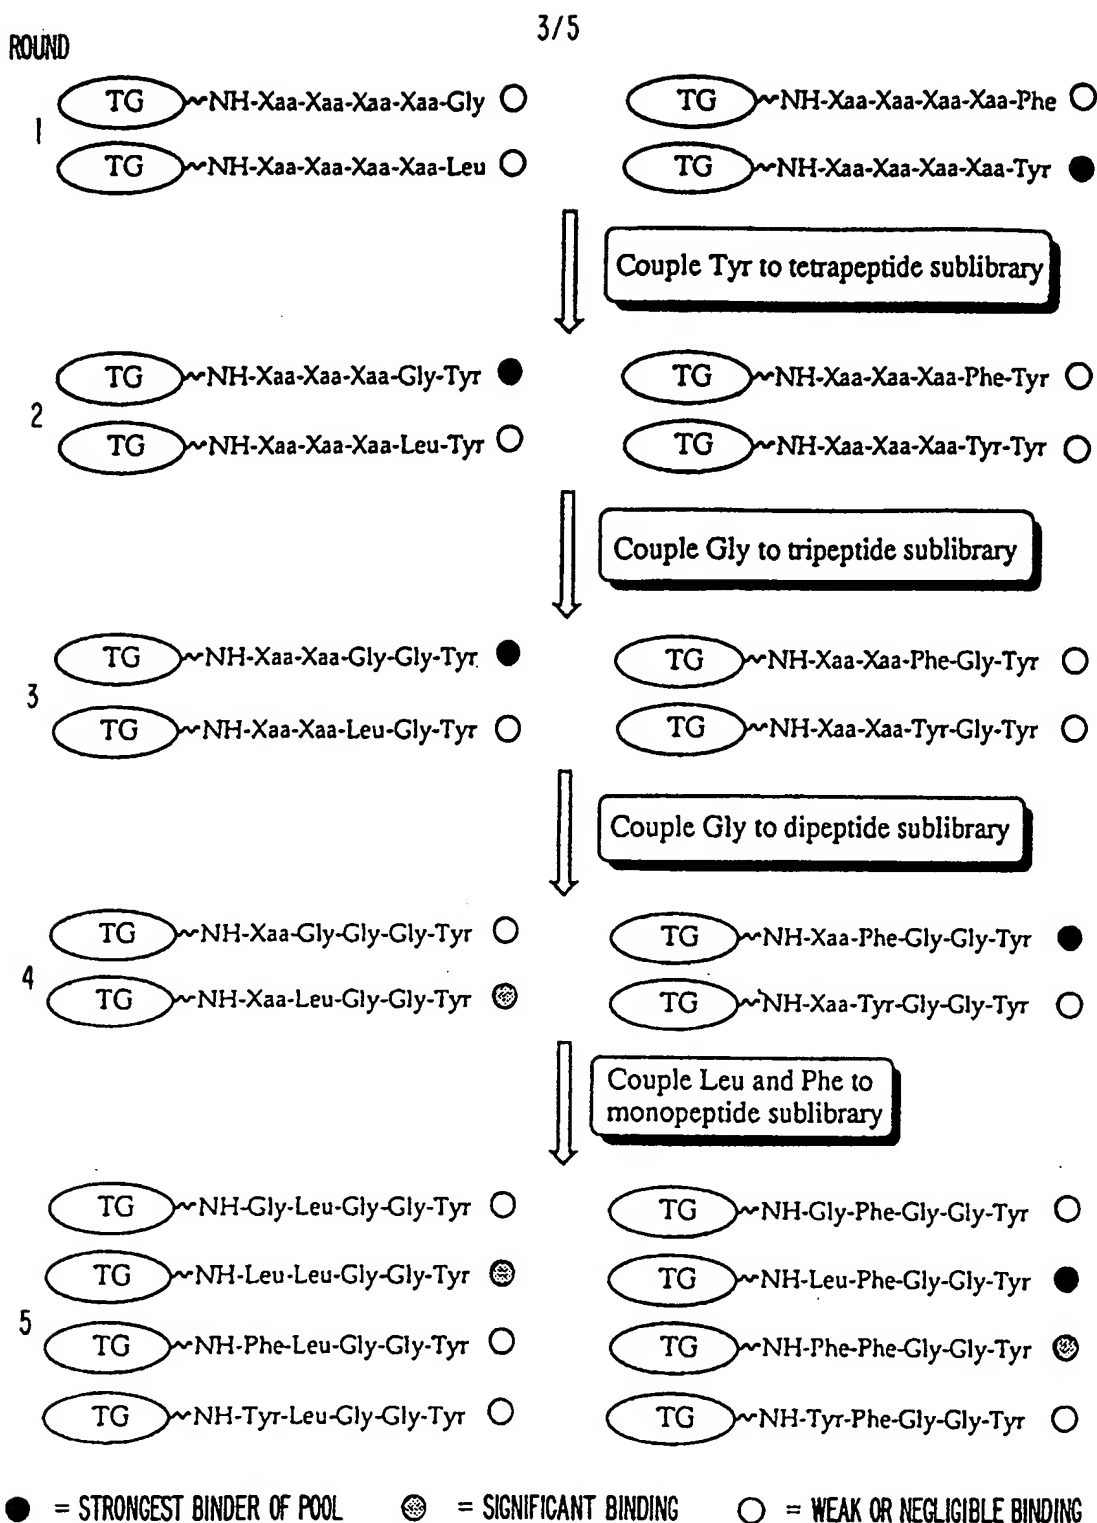 3/5
ROUND
TG ~NH-Xaa-Xaa-Xaa-Xaa-Gly
TG ~NH-Xaa-Xaa-Xaa-Xaa-Phe
1
TG ~NH-Xaa-Xaa-Xaa-Xaa-Leu
TG ~NH-Xaa-Xaa-Xaa-Xaa-Tyr
Couple Tyr to tetrapeptide sublibrary
TG ~NH-Xaa-Xaa-Xaa-Gly-Tyr
TG ~NH-Xaa-Xaa-Xaa-Phe-Tyr
2
TG ~NH-Xaa-Xaa-Xaa-Leu-Tyr
TG ~NH-Xaa-Xaa-Xaa-Tyr-Tyr
Couple Gly to tripeptide sublibrary
TG ~NH-Xaa-Xaa-Gly-Gly-Tyr
TG ~NH-Xaa-Xaa-Phe-Gly-Tyr
3
TG ~NH-Xaa-Xaa-Leu-Gly-Tyr
TG ~NH-Xaa-Xaa-Tyr-Gly-Tyr
Couple Gly to dipeptide sublibrary
TG ~NH-Xaa-Gly-Gly-Gly-Tyr
TG ~NH-Xaa-Phe-Gly-Gly-Tyr
4
TG ~NH-Xaa-Leu-Gly-Gly-Tyr
TG ~NH-Xaa-Tyr-Gly-Gly-Tyr
Couple Leu and Phe to
monopeptide sublibrary
TG ~NH-Gly-Leu-Gly-Gly-Tyr
TG ~NH-Gly-Phe-Gly-Gly-Tyr
TG ~NH-Leu-Leu-Gly-Gly-Tyr
TG ~NH-Leu-Phe-Gly-Gly-Tyr
5
TG ~NH-Phe-Leu-Gly-Gly-Tyr
TG ~NH-Phe-Phe-Gly-Gly-Tyr
TG ~NH-Tyr-Leu-Gly-Gly-Tyr
TG ~NH-Tyr-Phe-Gly-Gly-Tyr
= STRONGEST BINDER OF POOL
= SIGNIFICANT BINDING
= WEAK OR NEGLIGIBLE BINDING